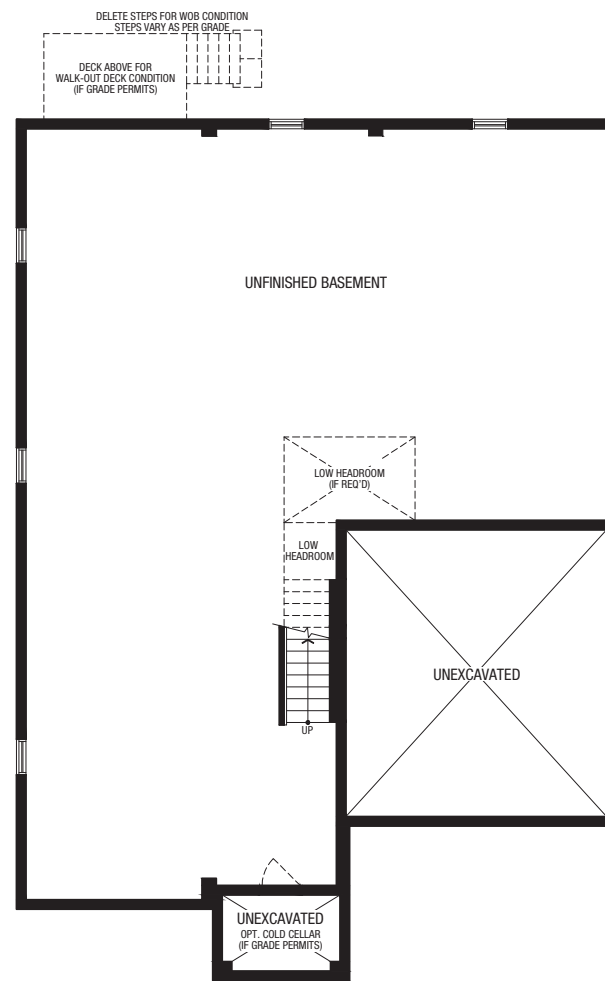 DELETE STEPS FOR WOB CONDITION
STEPS VARY AS PER GRADE
DECK ABOVE FOR
WALK-OUT DECK CONDITION
(IF GRADE PERMITS)
UNFINISHED BASEMENT
LOW HEADROOM
(IF REQ'D)
LOW
HEADROOM
UNEXCAVATED
UP
UNEXCAVATED
OPT. COLD CELLAR
(IF GRADE PERMITS)